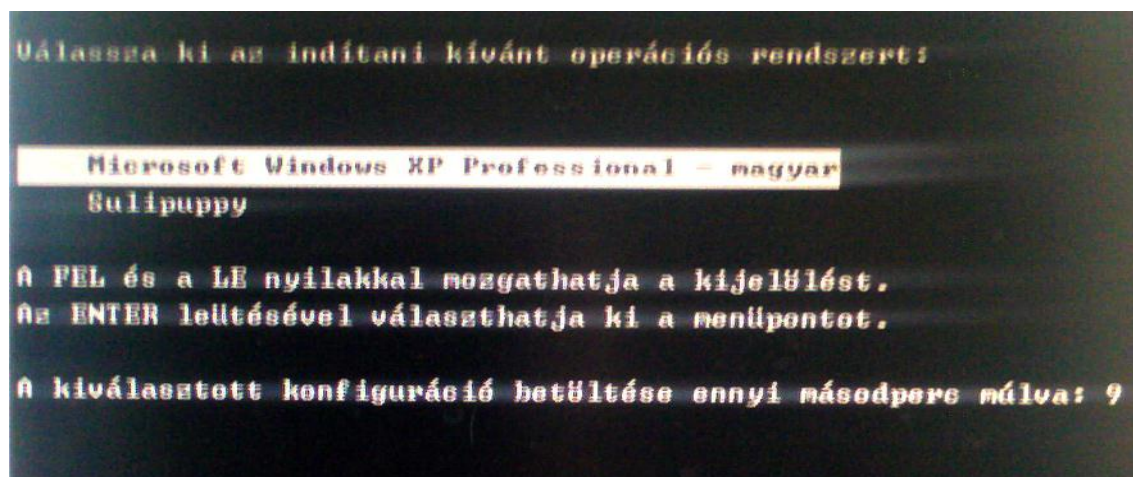 Válassza ki az indítani kívánt operációs rendszert:
Microsoft Windows XP Professional - magyar
Sulipuppy
A FEL és a LE nyilakkal mozgathatja a kijelölést.
Az ENTER leütésével választhatja ki a menüpontot.
A kiválasztott konfiguráció betöltése ennyi másodperc múlva: 9